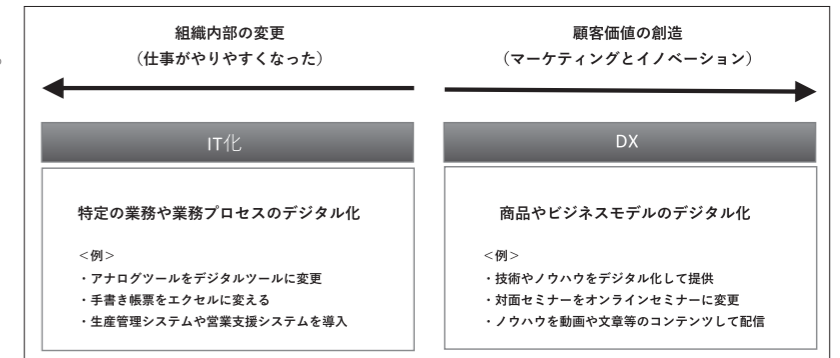 組織内部の変更
（仕事がやりやすくなった）
顧客価値の創造
（マーケティングとイノベーション）
IT化
DX
特定の業務や業務プロセスのデジタル化
＜例＞
・アナログツールをデジタルツールに変更
・手書き帳票をエクセルに変える
・生産管理システムや営業支援システムを導入
商品やビジネスモデルのデジタル化
＜例＞
・技術やノウハウをデジタル化して提供
・対面セミナーをオンラインセミナーに変更
・ノウハウを動画や文章等のコンテンツして配信